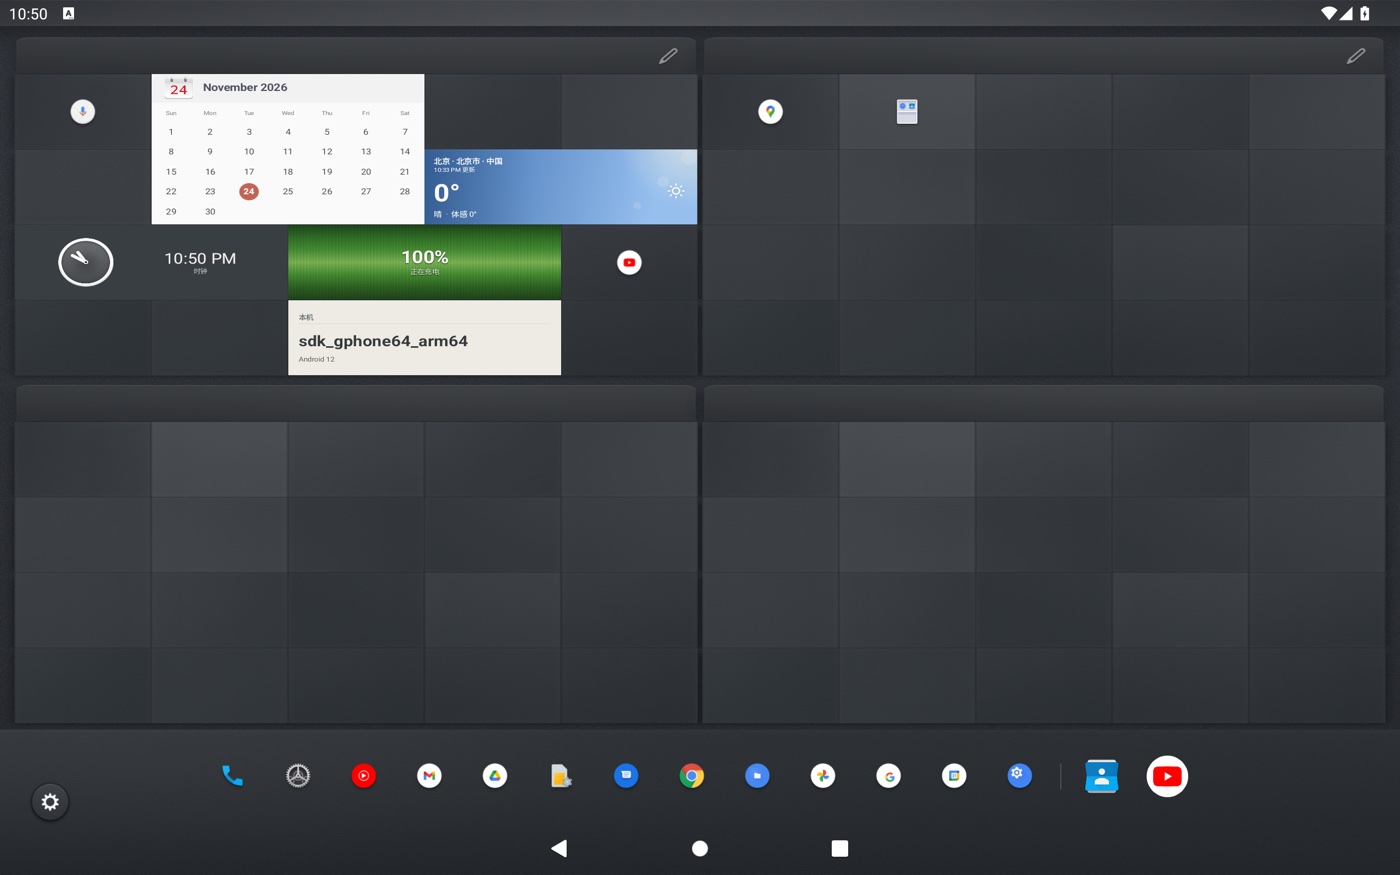 10:50
A
24 November 2026
Sun Mon Tue Wed Thu Fri Sat
1 2 3 4 5 6 7
8 9 10 11 12 13 14
15 16 17 18 19 20 21
22 23 24 25 26 27 28
29 30
北京 · 北京市 · 中国
10:33 PM 更新
0°
晴 · 体感 0°
10:50 PM
时钟
100%
正在充电
本机
sdk_gphone64_arm64
Android 12